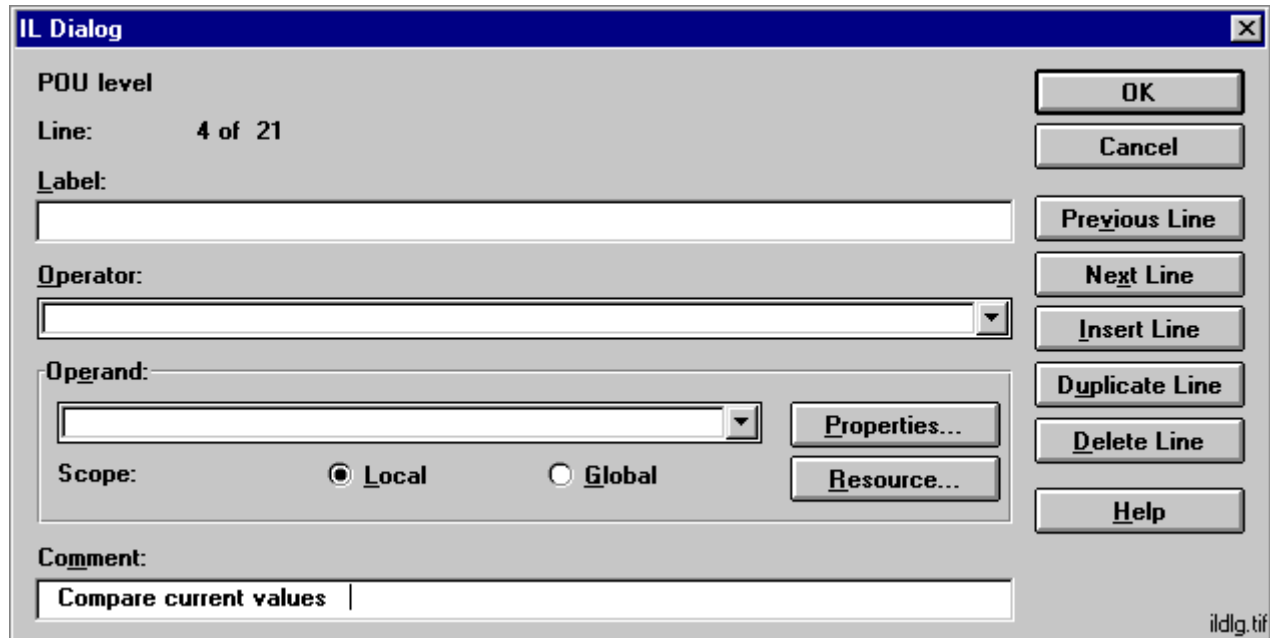 IL Dialog
POU level
Line: 4 of 21
Label:
Operator:
Operand:
Scope: Local Global
Comment:
Compare current values
OK
Cancel
Previous Line
Next Line
Insert Line
Duplicate Line
Delete Line
Properties...
Resource...
Help
ildlg.tif